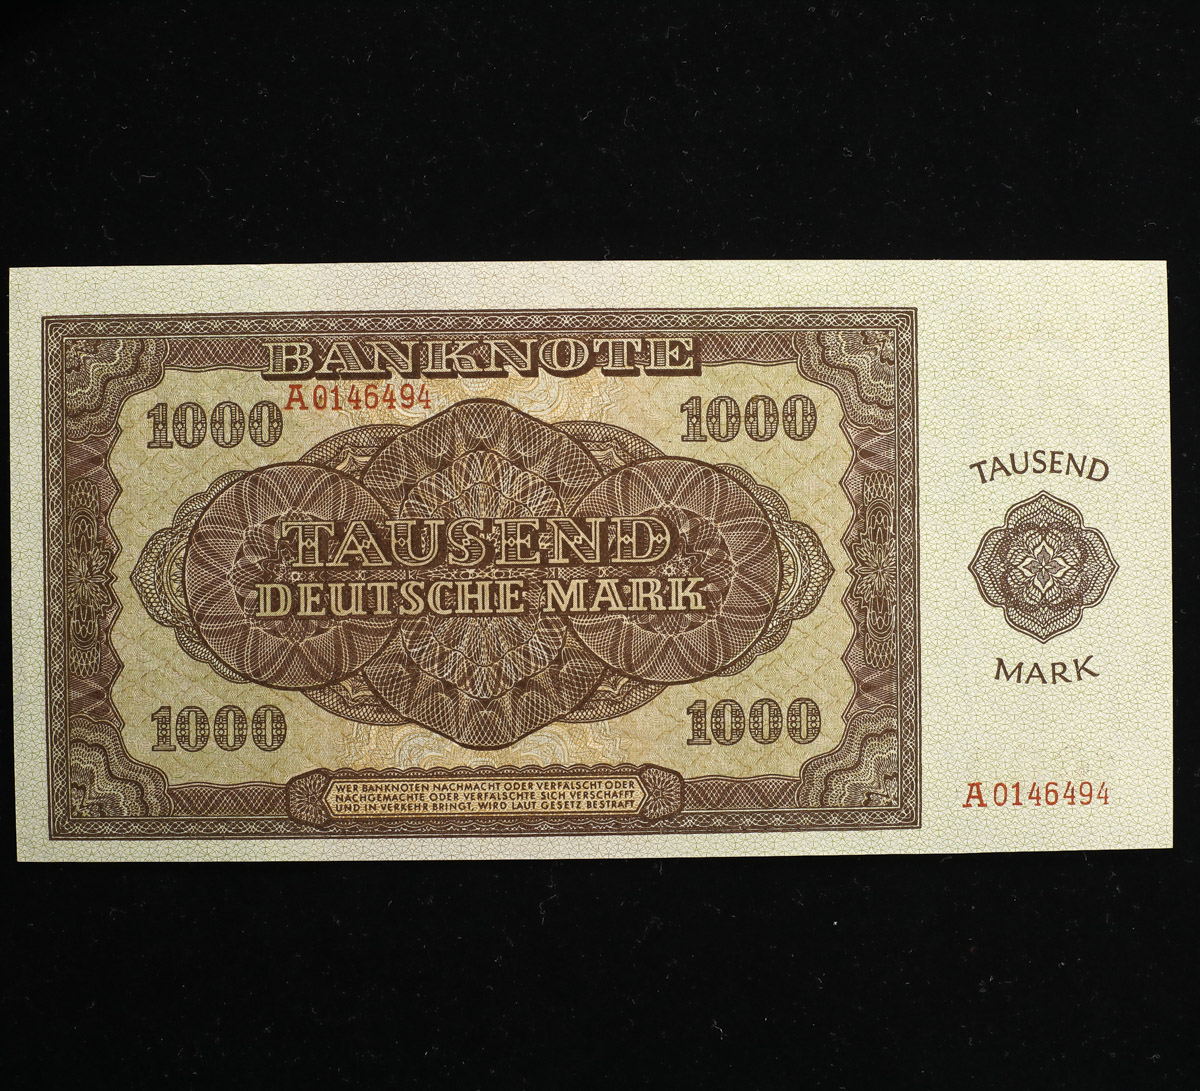 BANKNOTE
A0146494
1000 1000
TAUSEND
DEUTSCHE MARK
1000 1000
WER BANKNOTEN NACHMACHT ODER VERFÄLSCHT ODER
NACHGEMACHTE ODER VERFÄLSCHTE SICH VERSCHAFFT
UND IN VERKEHR BRINGT, WIRD LAUT GESETZ BESTRAFT
TAUSEND
MARK
A0146494